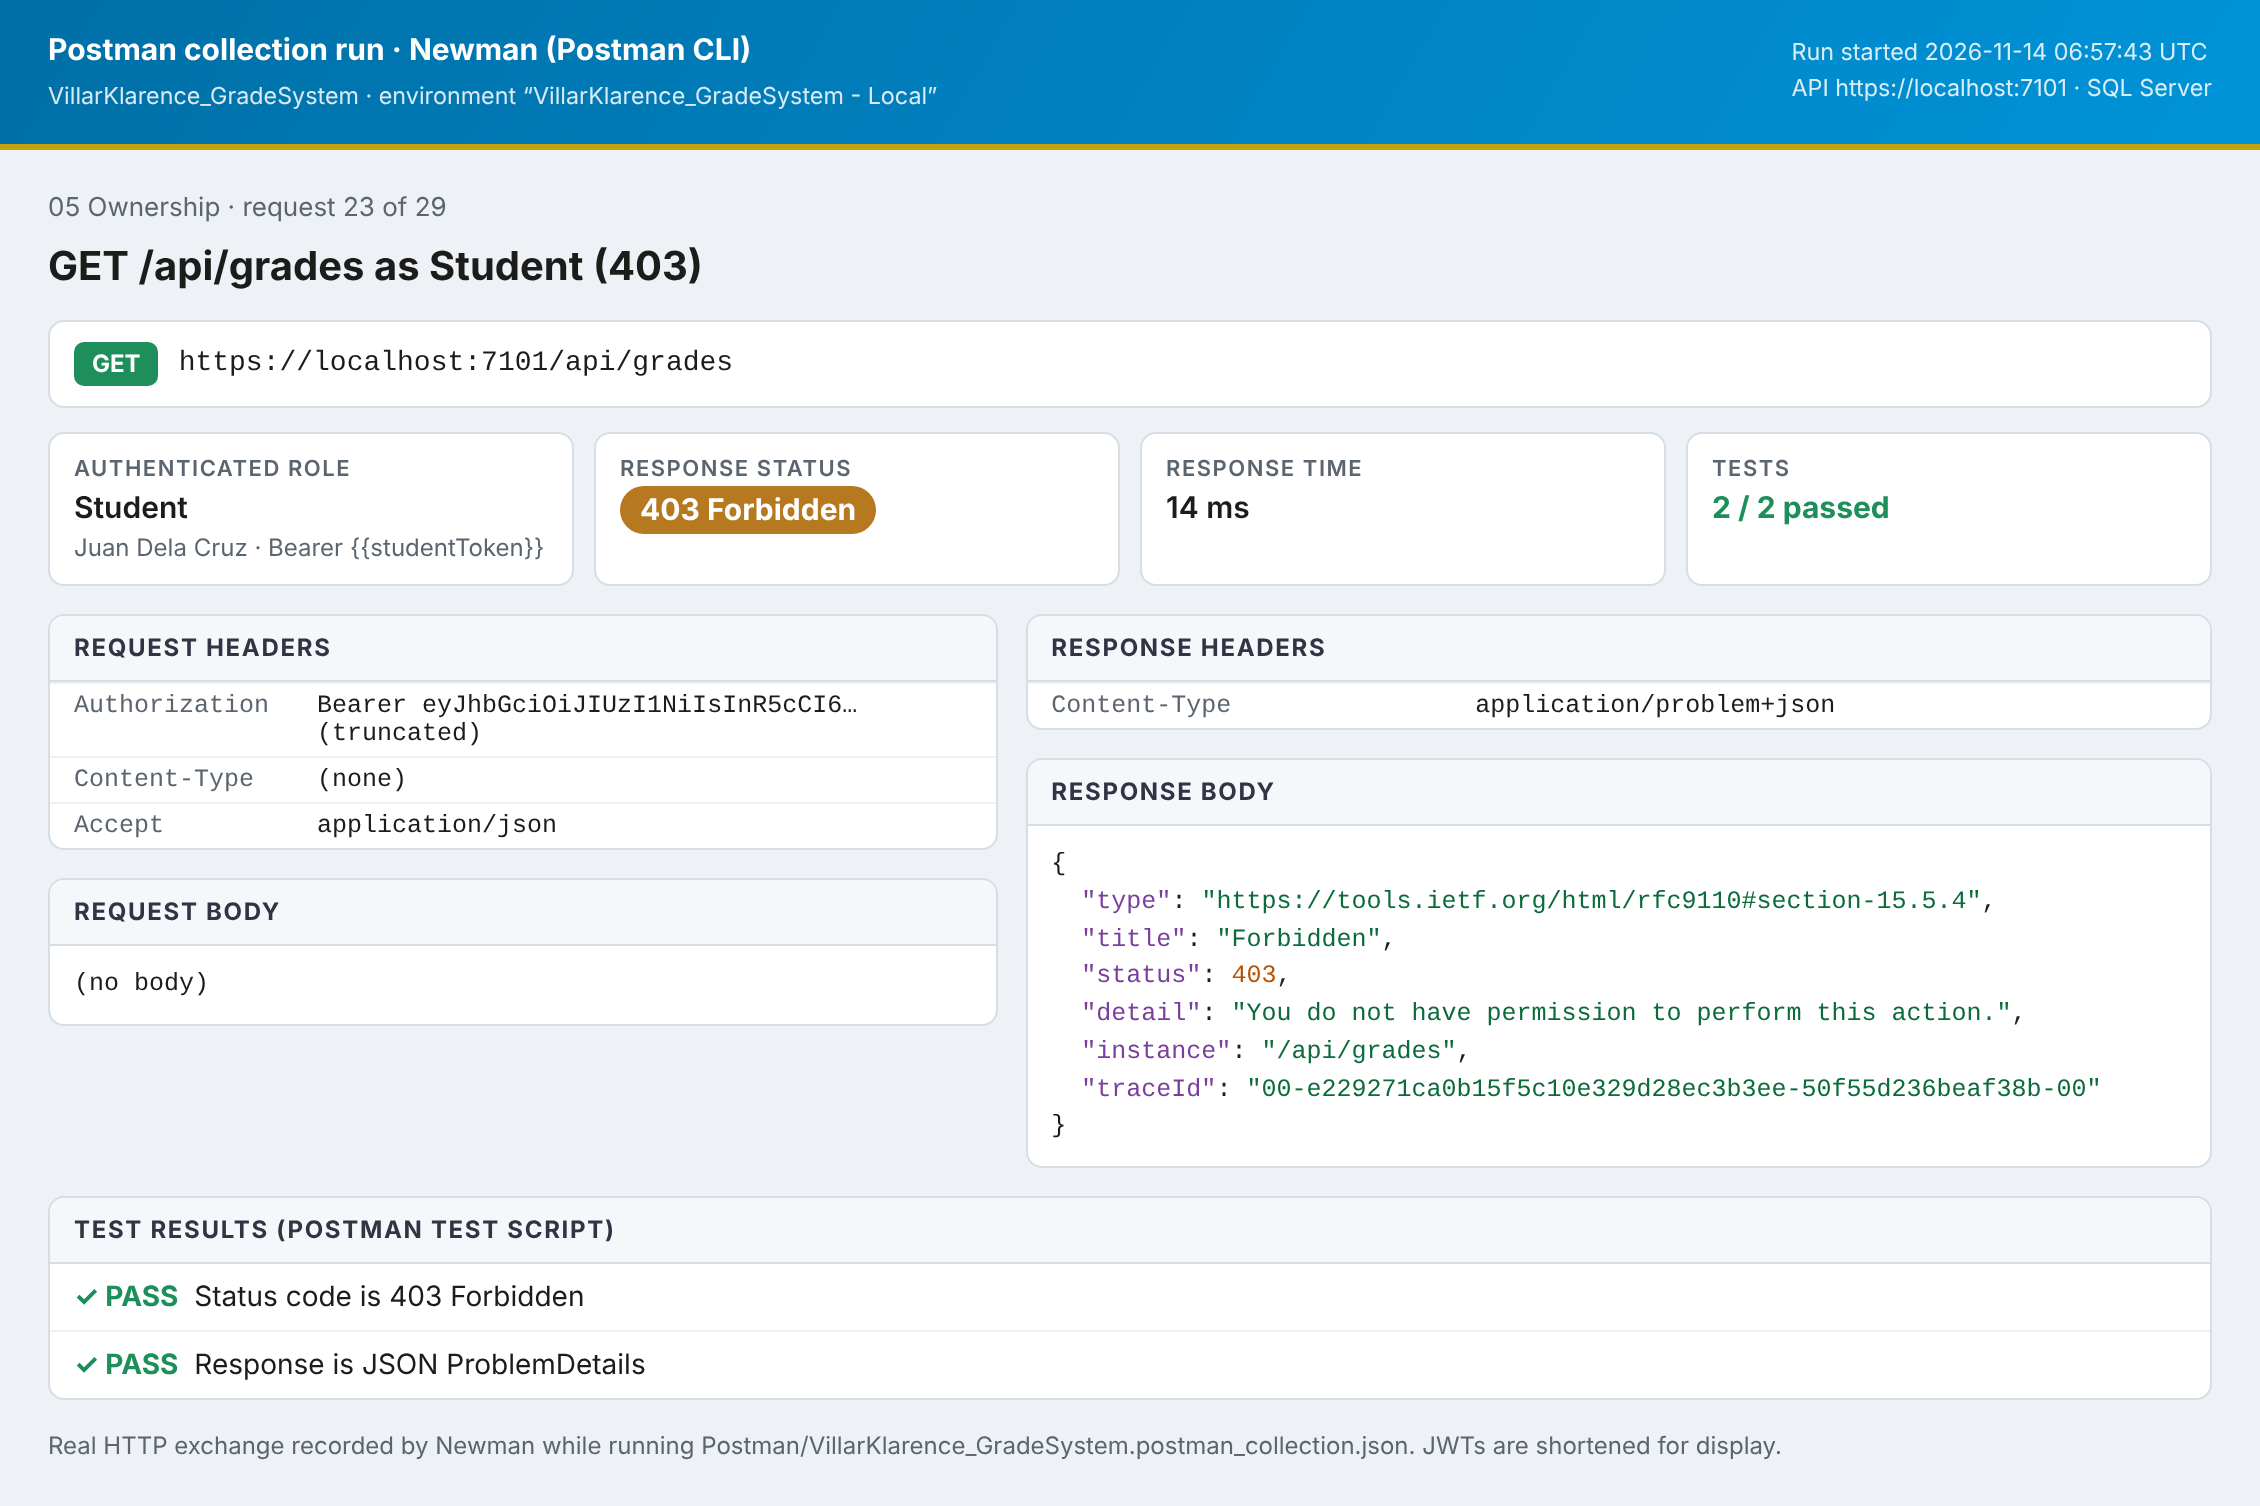 Postman collection run · Newman (Postman CLI)
VillarKlarence_GradeSystem · environment “VillarKlarence_GradeSystem - Local”
Run started 2026-11-14 06:57:43 UTC
API https://localhost:7101 · SQL Server
05 Ownership · request 23 of 29
GET /api/grades as Student (403)
GET https://localhost:7101/api/grades
AUTHENTICATED ROLE
Student
Juan Dela Cruz · Bearer {{studentToken}}
RESPONSE STATUS
403 Forbidden
RESPONSE TIME
14 ms
TESTS
2 / 2 passed
REQUEST HEADERS
Authorization Bearer eyJhbGciOiJIUzI1NiIsInR5cCI6…
(truncated)
Content-Type (none)
Accept application/json
REQUEST BODY
(no body)
RESPONSE HEADERS
Content-Type application/problem+json
RESPONSE BODY
{
  "type": "https://tools.ietf.org/html/rfc9110#section-15.5.4",
  "title": "Forbidden",
  "status": 403,
  "detail": "You do not have permission to perform this action.",
  "instance": "/api/grades",
  "traceId": "00-e229271ca0b15f5c10e329d28ec3b3ee-50f55d236beaf38b-00"
}
TEST RESULTS (POSTMAN TEST SCRIPT)
✓ PASS Status code is 403 Forbidden
✓ PASS Response is JSON ProblemDetails
Real HTTP exchange recorded by Newman while running Postman/VillarKlarence_GradeSystem.postman_collection.json. JWTs are shortened for display.